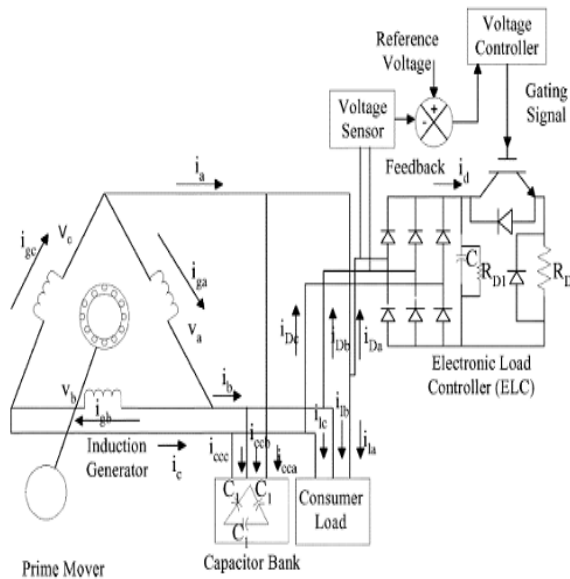 Reference
Voltage
Voltage
Controller
Voltage
Sensor
+
-
Gating
Signal
Feedback
i_d
i_a
i_gc
v_c
i_ga
v_a
C
R_D1
R_D
i_Dc
i_Db
i_Da
Electronic Load
Controller (ELC)
v_b
i_b
i_gb
Induction
Generator
i_c
i_ccc
i_ccb
i_cca
i_lc
i_lb
i_la
C_1
C_1
C_1
Consumer
Load
Capacitor Bank
Prime Mover